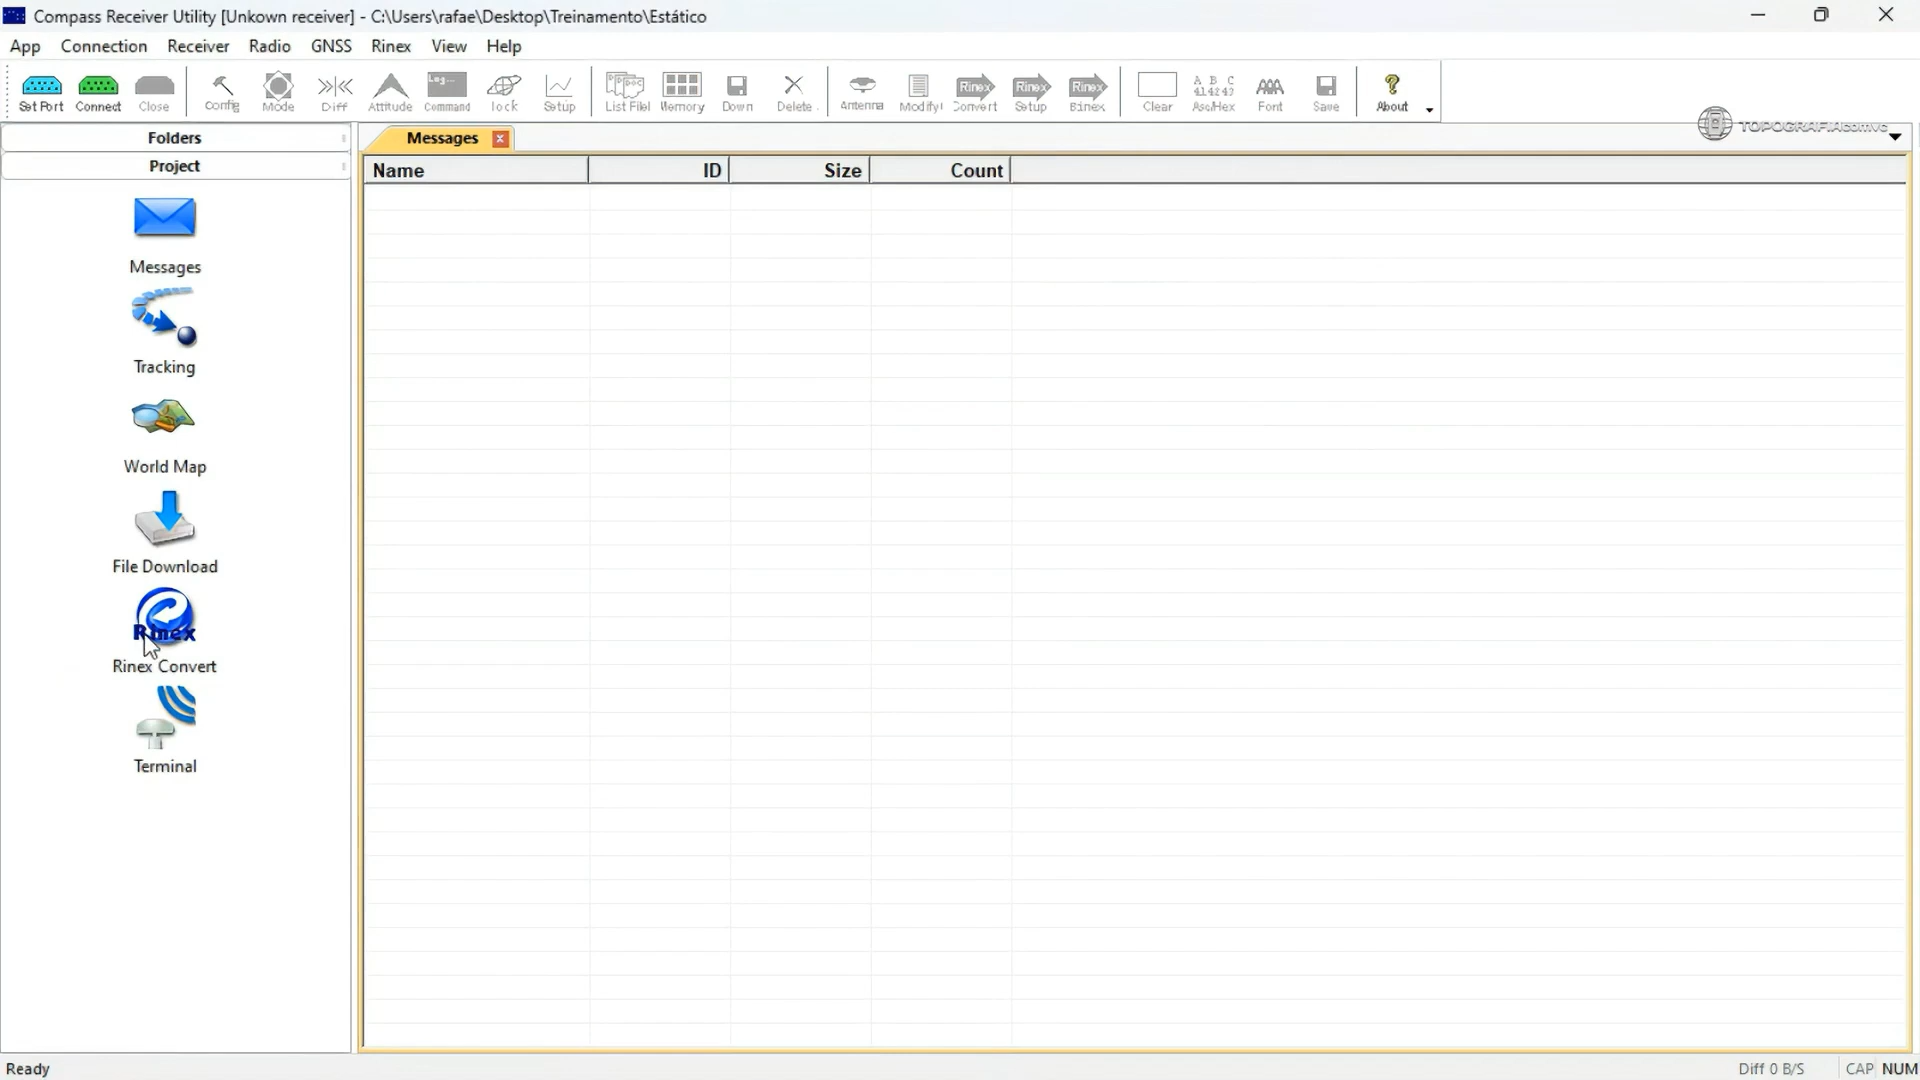 Compass Receiver Utility [Unkown receiver] - C:\Users\rafae\Desktop\Treinamento\Estático
App Connection Receiver Radio GNSS Rinex View Help
Set Port Connect Close Config Mode Diff Attitude Command Setup List File Memory Down Delete Antenna Modify Convert Setup Binex Clear Asc/Hex Font Save About
Folders
Messages
TOPOGRAFIAcomvc
Project
Name ID Size Count
Messages
Tracking
World Map
File Download
Rinex
Rinex Convert
Terminal
Ready
Diff 0 B/S CAP NUM